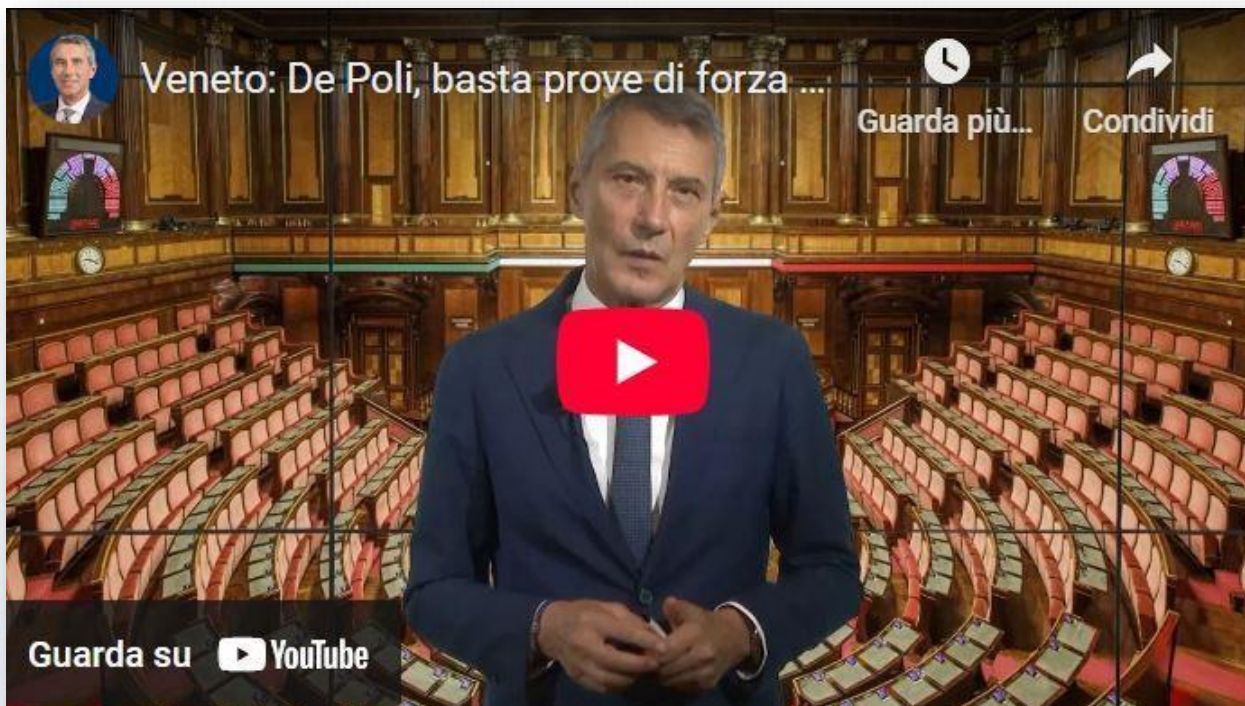 Veneto: De Poli, basta prove di forza ...
Guarda più...
Condividi
Guarda su YouTube